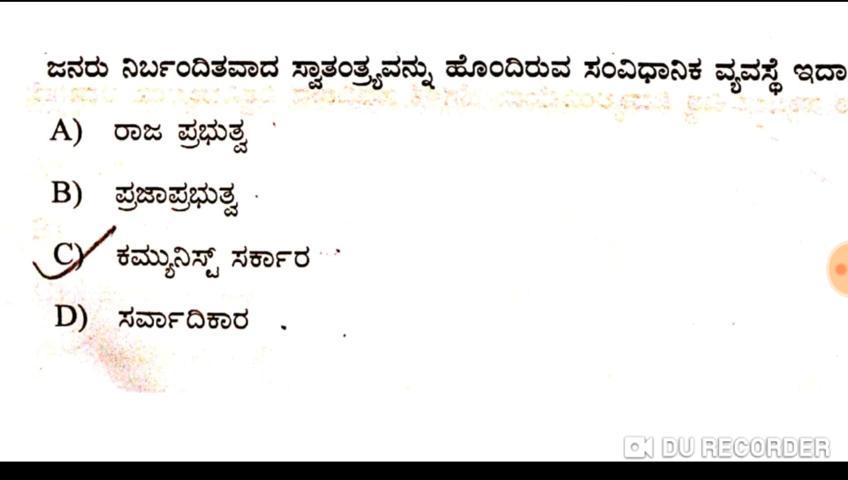 ಜನರು ನಿರ್ಬಂದಿತವಾದ ಸ್ವಾತಂತ್ರ್ಯವನ್ನು ಹೊಂದಿರುವ ಸಂವಿಧಾನಿಕ ವ್ಯವಸ್ಥೆ ಇದಾ
A) ರಾಜ ಪ್ರಭುತ್ವ
B) ಪ್ರಜಾಪ್ರಭುತ್ವ
C) ಕಮ್ಯುನಿಸ್ಟ್ ಸರ್ಕಾರ
D) ಸರ್ವಾದಿಕಾರ
DU RECORDER